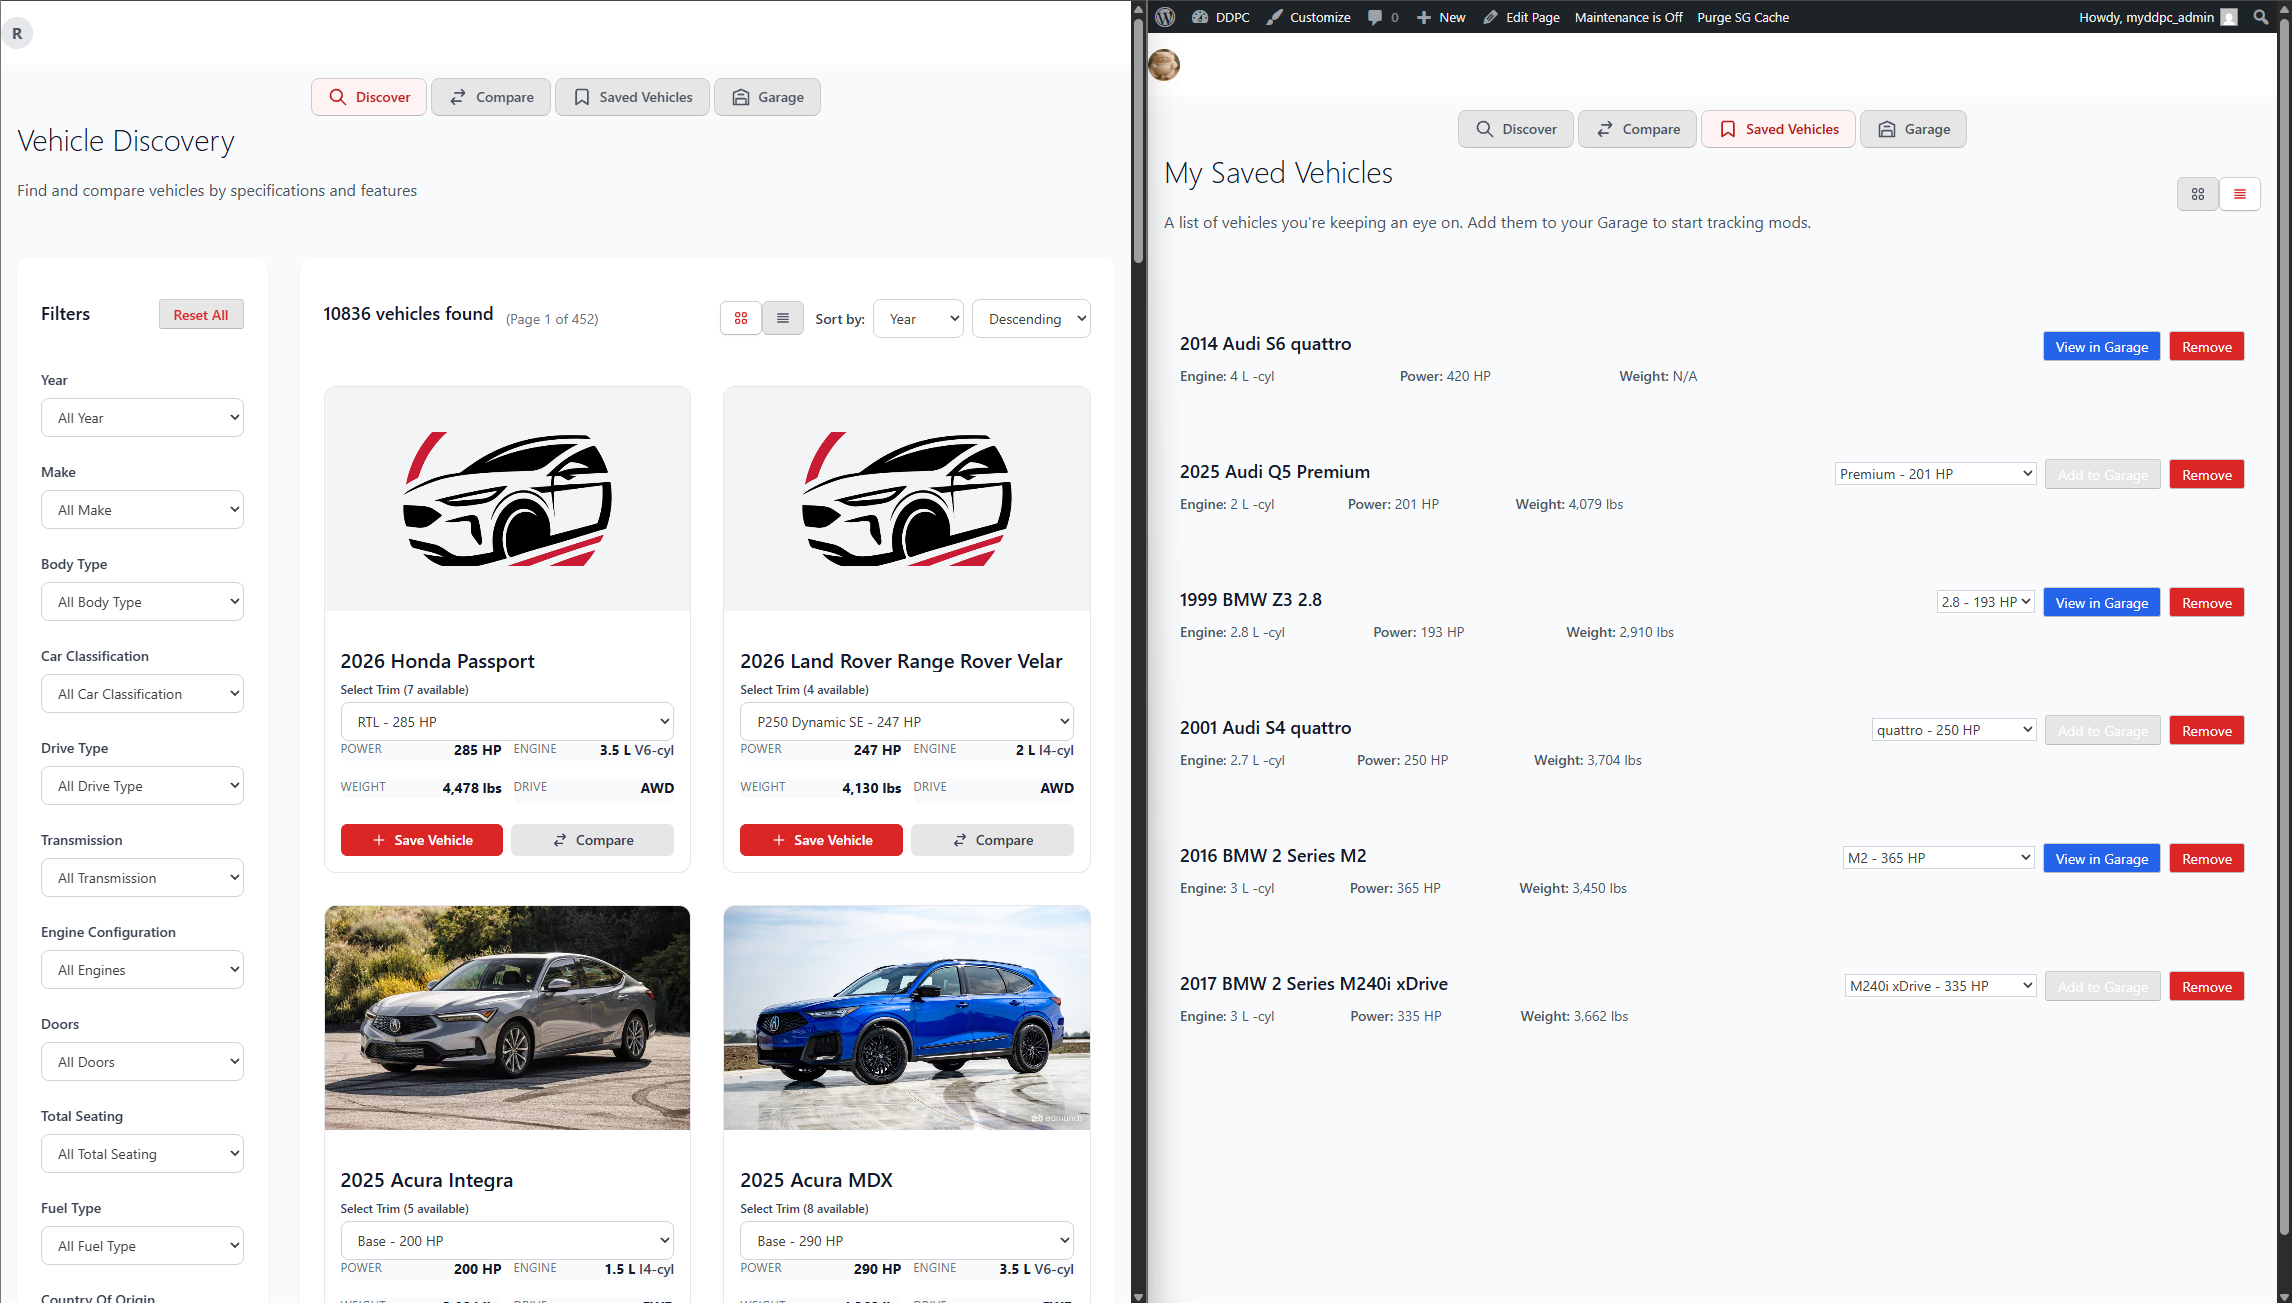 R
Discover
Compare
Saved Vehicles
Garage
Vehicle Discovery
Find and compare vehicles by specifications and features
Filters
Reset All
Year
All Year
Make
All Make
Body Type
All Body Type
Car Classification
All Car Classification
Drive Type
All Drive Type
Transmission
All Transmission
Engine Configuration
All Engines
Doors
All Doors
Total Seating
All Total Seating
Fuel Type
All Fuel Type
Country Of Origin
10836 vehicles found (Page 1 of 452)
Sort by:
Year
Descending
2026 Honda Passport
Select Trim (7 available)
RTL - 285 HP
POWER 285 HP ENGINE 3.5 L V6-cyl
WEIGHT 4,478 lbs DRIVE AWD
Save Vehicle
Compare
2026 Land Rover Range Rover Velar
Select Trim (4 available)
P250 Dynamic SE - 247 HP
POWER 247 HP ENGINE 2 L I4-cyl
WEIGHT 4,130 lbs DRIVE AWD
Save Vehicle
Compare
2025 Acura Integra
Select Trim (5 available)
Base - 200 HP
POWER 200 HP ENGINE 1.5 L I4-cyl
edmunds
2025 Acura MDX
Select Trim (8 available)
Base - 290 HP
POWER 290 HP ENGINE 3.5 L V6-cyl
DDPC
Customize
0
New
Edit Page
Maintenance is Off
Purge SG Cache
Howdy, myddpc_admin
Discover
Compare
Saved Vehicles
Garage
My Saved Vehicles
A list of vehicles you're keeping an eye on. Add them to your Garage to start tracking mods.
2014 Audi S6 quattro
View in Garage
Remove
Engine: 4 L -cyl Power: 420 HP Weight: N/A
2025 Audi Q5 Premium
Premium - 201 HP
Add to Garage
Remove
Engine: 2 L -cyl Power: 201 HP Weight: 4,079 lbs
1999 BMW Z3 2.8
2.8 - 193 HP
View in Garage
Remove
Engine: 2.8 L -cyl Power: 193 HP Weight: 2,910 lbs
2001 Audi S4 quattro
quattro - 250 HP
Add to Garage
Remove
Engine: 2.7 L -cyl Power: 250 HP Weight: 3,704 lbs
2016 BMW 2 Series M2
M2 - 365 HP
View in Garage
Remove
Engine: 3 L -cyl Power: 365 HP Weight: 3,450 lbs
2017 BMW 2 Series M240i xDrive
M240i xDrive - 335 HP
Add to Garage
Remove
Engine: 3 L -cyl Power: 335 HP Weight: 3,662 lbs